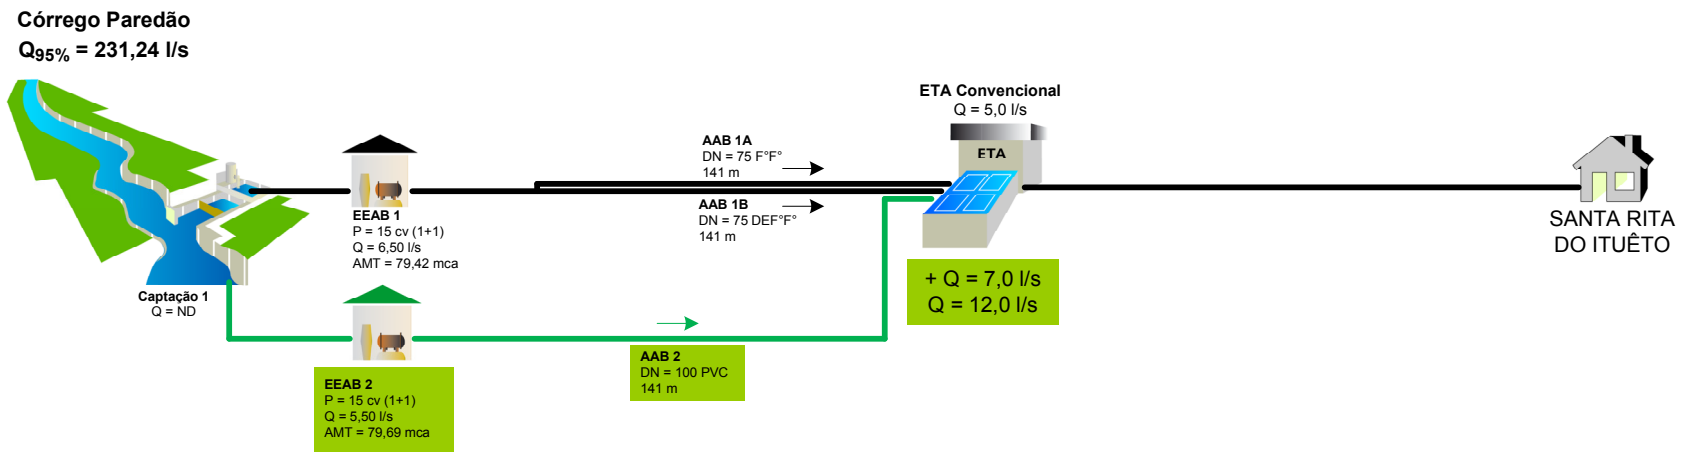 Córrego Paredão
Q95% = 231,24 l/s
ETA Convencional
Q = 5,0 l/s
ETA
AAB 1A
DN = 75 F°F°
141 m
AAB 1B
DN = 75 DEF°F°
141 m
EEAB 1
P = 15 cv (1+1)
Q = 6,50 l/s
AMT = 79,42 mca
SANTA RITA
DO ITUÊTO
+ Q = 7,0 l/s
Q = 12,0 l/s
Captação 1
Q = ND
AAB 2
DN = 100 PVC
141 m
EEAB 2
P = 15 cv (1+1)
Q = 5,50 l/s
AMT = 79,69 mca